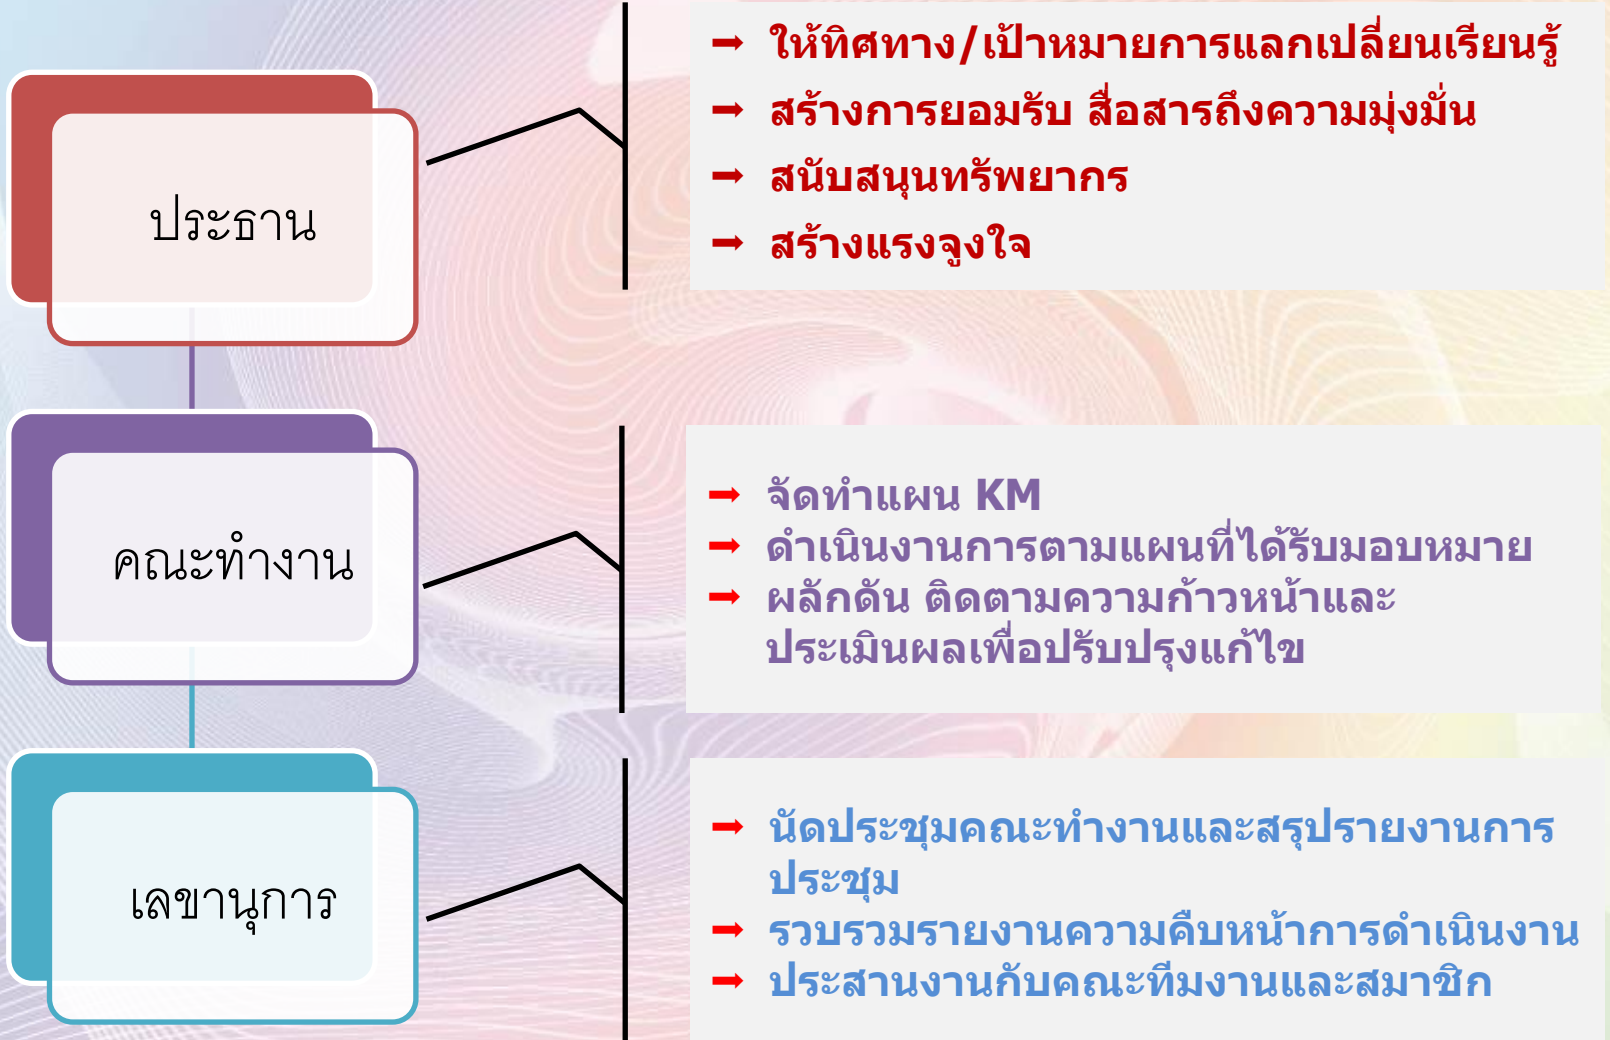 ประธาน
➡ ให้ทิศทาง/เป้าหมายการแลกเปลี่ยนเรียนรู้
➡ สร้างการยอมรับ สื่อสารถึงความมุ่งมั่น
➡ สนับสนุนทรัพยากร
➡ สร้างแรงจูงใจ
คณะทำงาน
➡ จัดทำแผน KM
➡ ดำเนินงานการตามแผนที่ได้รับมอบหมาย
➡ ผลักดัน ติดตามความก้าวหน้าและ
ประเมินผลเพื่อปรับปรุงแก้ไข
เลขานุการ
➡ นัดประชุมคณะทำงานและสรุปรายงานการ
ประชุม
➡ รวบรวมรายงานความคืบหน้าการดำเนินงาน
➡ ประสานงานกับคณะทีมงานและสมาชิก